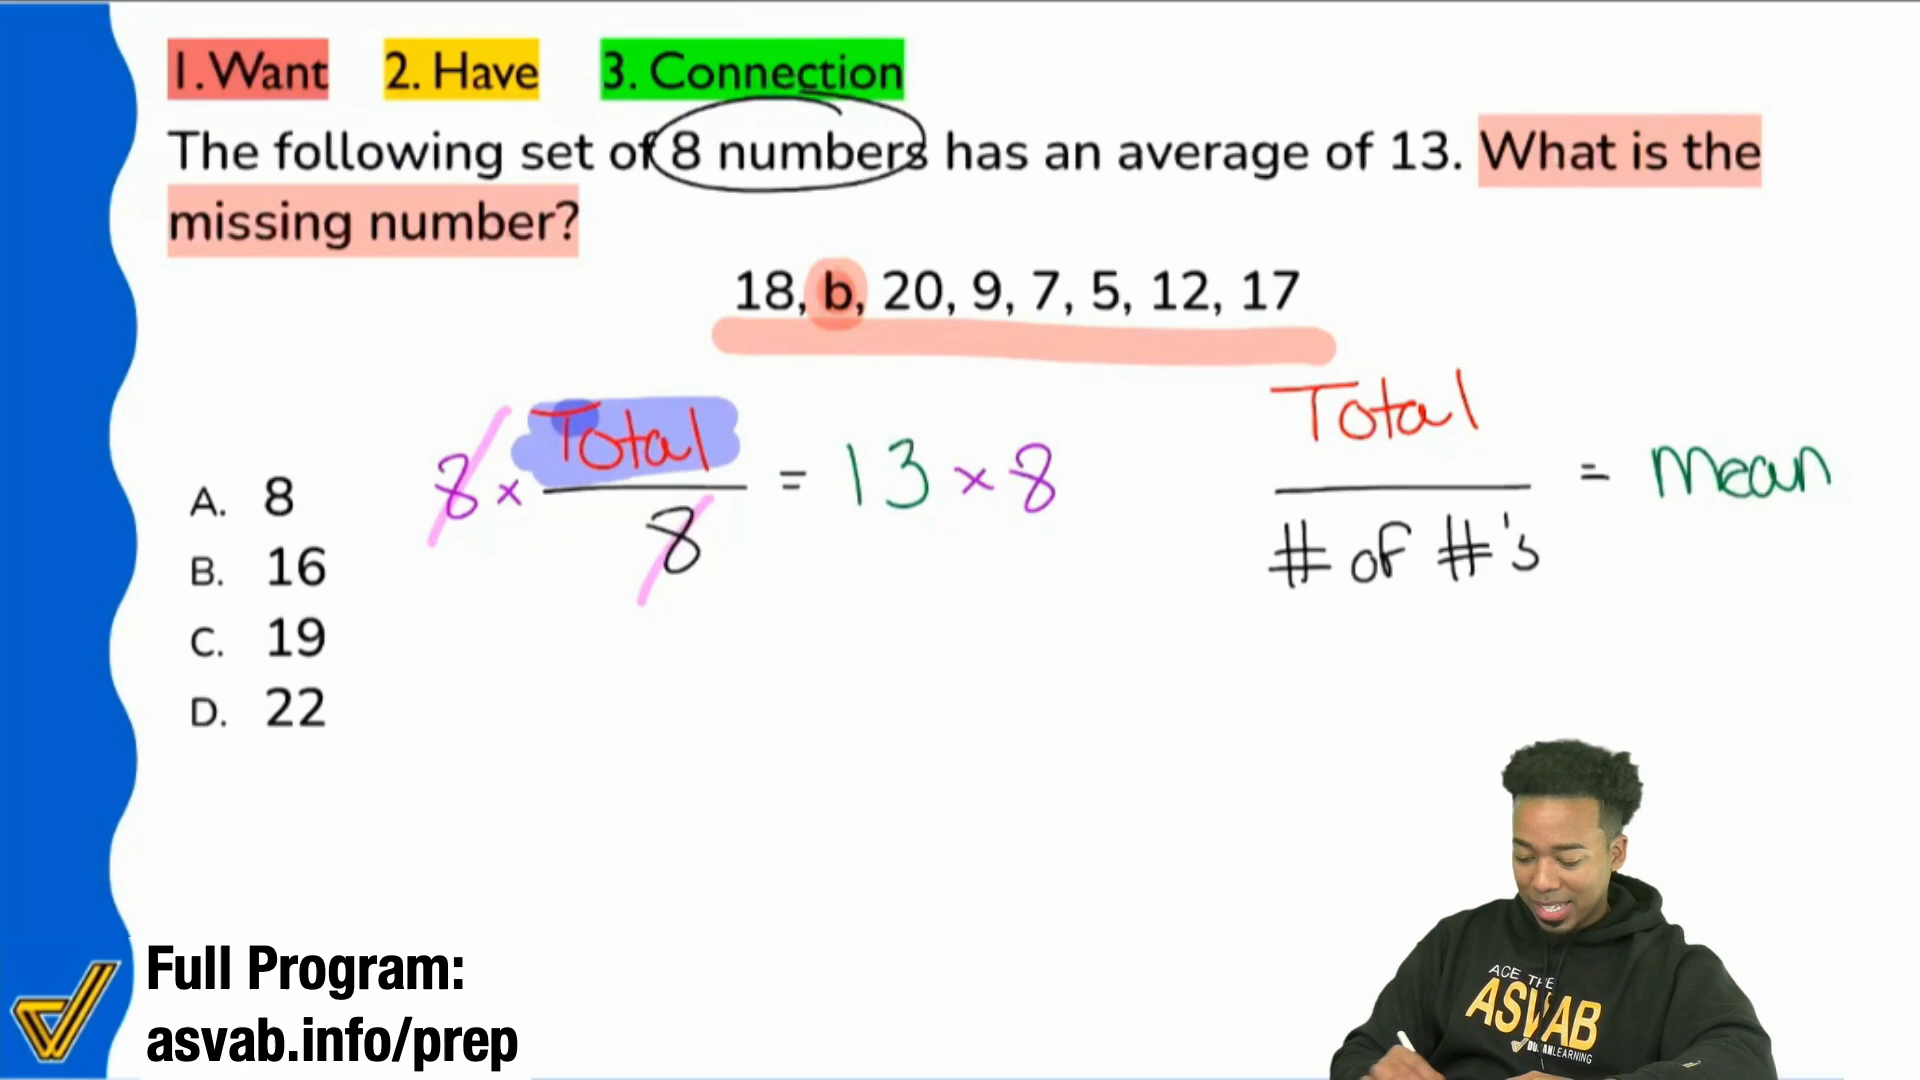 1. Want 2. Have 3. Connection
The following set of 8 numbers has an average of 13. What is the
missing number?
18, b, 20, 9, 7, 5, 12, 17
8 × Total / 8 = 13 × 8
Total / # of #'s = mean
A. 8
B. 16
C. 19
D. 22
Full Program:
asvab.info/prep
ACE THE
ASVAB